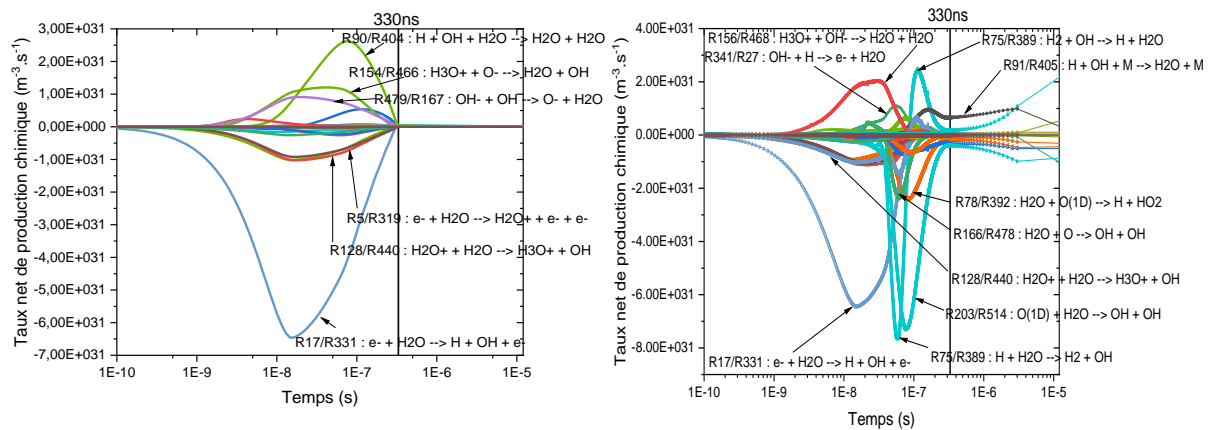 330ns
3,00E+031
2,00E+031
1,00E+031
0,00E+000
-1,00E+031
-2,00E+031
-3,00E+031
-4,00E+031
-5,00E+031
-6,00E+031
-7,00E+031
Taux net de production chimique (m⁻³.s⁻¹)
R90/R404 : H + OH + H2O --> H2O + H2O
R154/R466 : H3O+ + O- --> H2O + OH
R479/R167 : OH- + OH --> O- + H2O
R5/R319 : e- + H2O --> H2O+ + e- + e-
R128/R440 : H2O+ + H2O --> H3O+ + OH
R17/R331 : e- + H2O --> H + OH + e-
1E-10
1E-9
1E-8
1E-7
1E-6
1E-5
Temps (s)
330ns
4.00E+031
2.00E+031
0.00E+000
-2.00E+031
-4.00E+031
-6.00E+031
-8.00E+031
Taux net de production chimique (m⁻³.s⁻¹)
R156/R468 : H3O+ + OH- --> H2O + H2O
R341/R27 : OH- + H --> e- + H2O
R75/R389 : H2 + OH --> H + H2O
R91/R405 : H + OH + M --> H2O + M
R78/R392 : H2O + O(1D) --> H + HO2
R166/R478 : H2O + O --> OH + OH
R128/R440 : H2O+ + H2O --> H3O+ + OH
R203/R514 : O(1D) + H2O --> OH + OH
R17/R331 : e- + H2O --> H + OH + e-
R75/R389 : H + H2O --> H2 + OH
1E-10
1E-9
1E-8
1E-7
1E-6
1E-5
Temps (s)